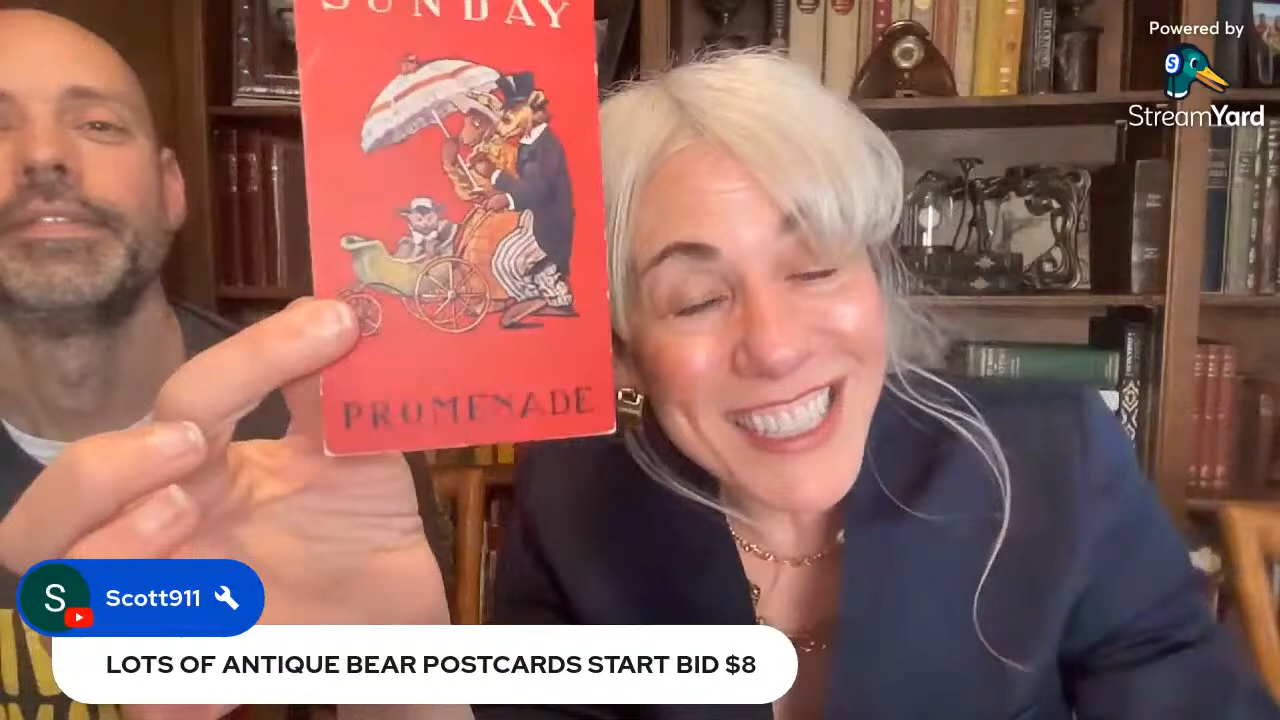 SUNDAY
PROMENADE
Powered by
StreamYard
S
S
Scott911
LOTS OF ANTIQUE BEAR POSTCARDS START BID $8